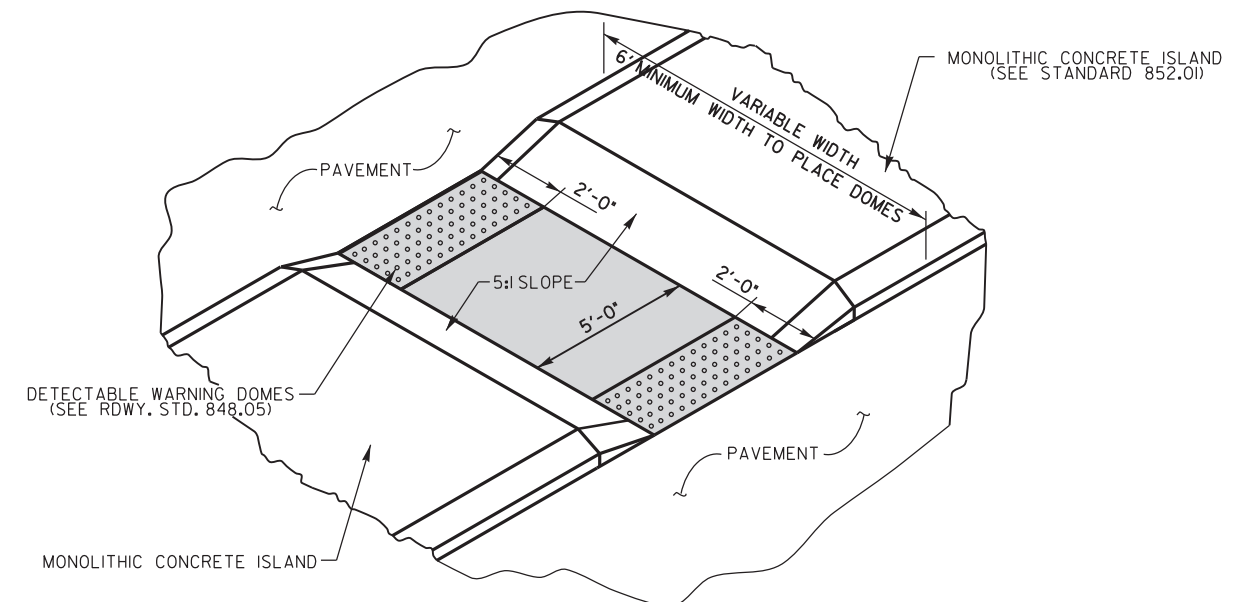 MONOLITHIC CONCRETE ISLAND
(SEE STANDARD 852.01)
VARIABLE WIDTH
6' MINIMUM WIDTH TO PLACE DOMES
PAVEMENT
2'-0"
5:1 SLOPE
2'-0"
5'-0"
DETECTABLE WARNING DOMES
(SEE RDWY. STD. 848.05)
PAVEMENT
MONOLITHIC CONCRETE ISLAND